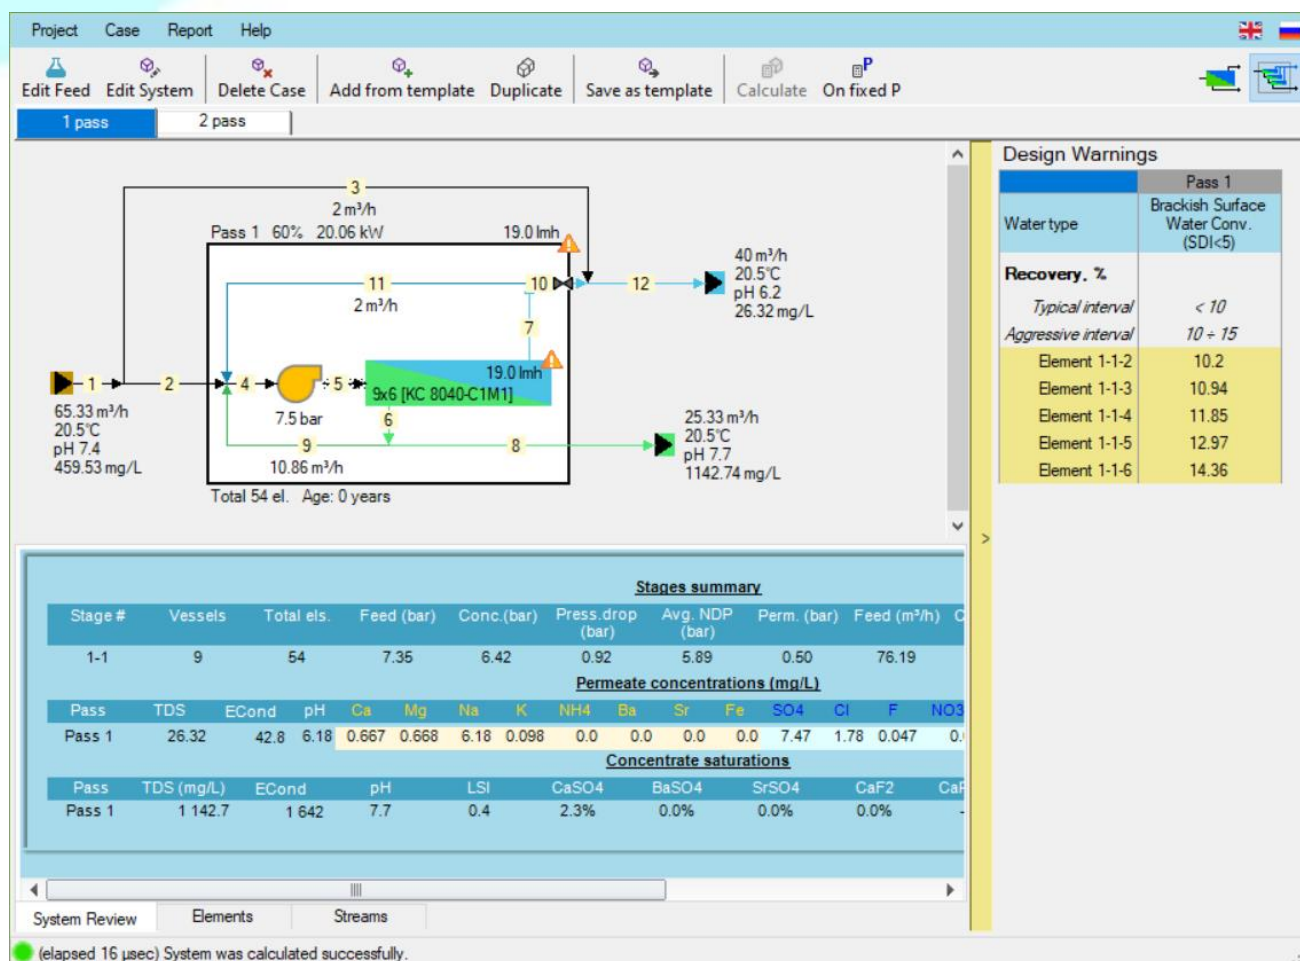 Project Case Report Help
Edit Feed Edit System Delete Case Add from template Duplicate Save as template Calculate On fixed P
1 pass 2 pass
3
2 m³/h
Pass 1 60% 20.06 kW 19.0 lmh
11 10 12
2 m³/h
7
40 m³/h
20.5℃
pH 6.2
26.32 mg/L
1 2 4 5
19.0 lmh
9x6 [KC 8040-C1M1]
7.5 bar
6
9 8
10.86 m³/h
65.33 m³/h
20.5℃
pH 7.4
459.53 mg/L
25.33 m³/h
20.5℃
pH 7.7
1142.74 mg/L
Total 54 el. Age: 0 years
Design Warnings
Pass 1
Water type
Brackish Surface
Water Conv.
(SDI<5)
Recovery, %
Typical interval < 10
Aggressive interval 10 ÷ 15
Element 1-1-2 10.2
Element 1-1-3 10.94
Element 1-1-4 11.85
Element 1-1-5 12.97
Element 1-1-6 14.36
>
Stages summary
Stage # Vessels Total els. Feed (bar) Conc.(bar) Press.drop (bar) Avg. NDP (bar) Perm. (bar) Feed (m³/h) C
1-1 9 54 7.35 6.42 0.92 5.89 0.50 76.19
Permeate concentrations (mg/L)
Pass TDS ECond pH Ca Mg Na K NH4 Ba Sr Fe SO4 Cl F NO3
Pass 1 26.32 42.8 6.18 0.667 0.668 6.18 0.098 0.0 0.0 0.0 0.0 7.47 1.78 0.047 0.
Concentrate saturations
Pass TDS (mg/L) ECond pH LSI CaSO4 BaSO4 SrSO4 CaF2
Pass 1 1 142.7 1 642 7.7 0.4 2.3% 0.0% 0.0% 0.0% -
System Review Elements Streams
(elapsed 16 µsec) System was calculated successfully.